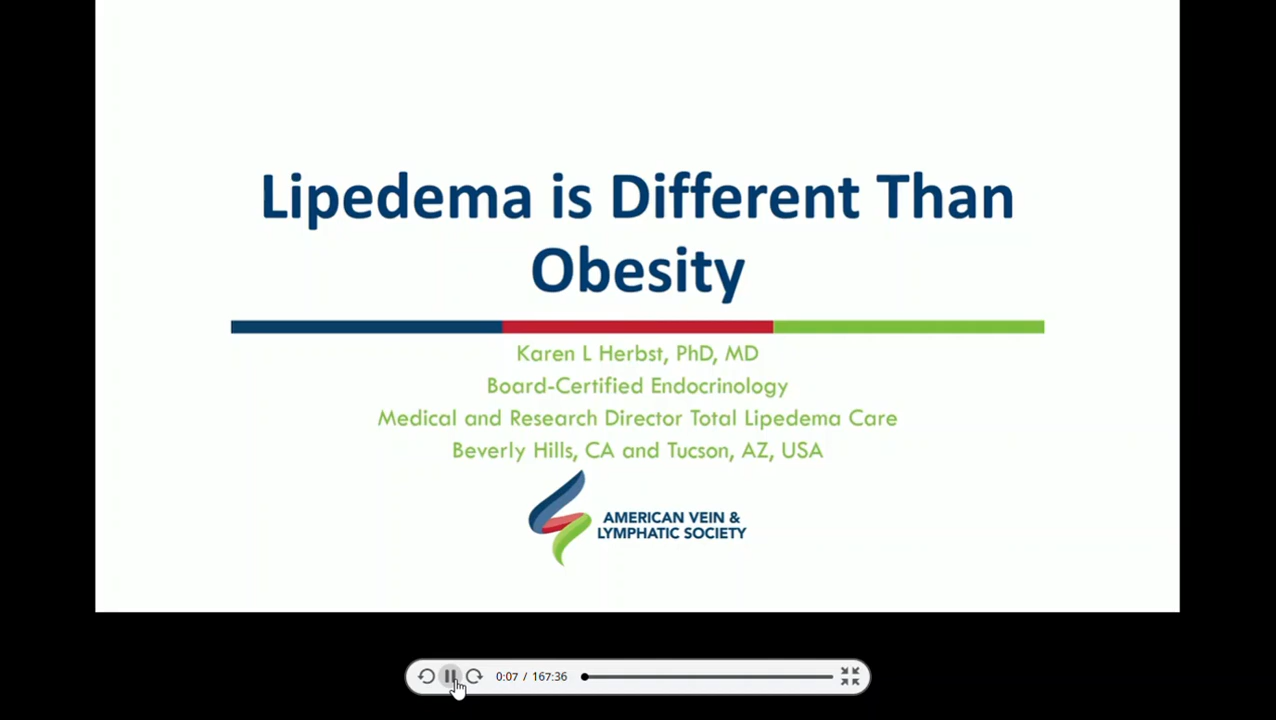 Lipedema is Different Than
Obesity
Karen L Herbst, PhD, MD
Board-Certified Endocrinology
Medical and Research Director Total Lipedema Care
Beverly Hills, CA and Tucson, AZ, USA
AMERICAN VEIN &
LYMPHATIC SOCIETY
0:07 / 167:36